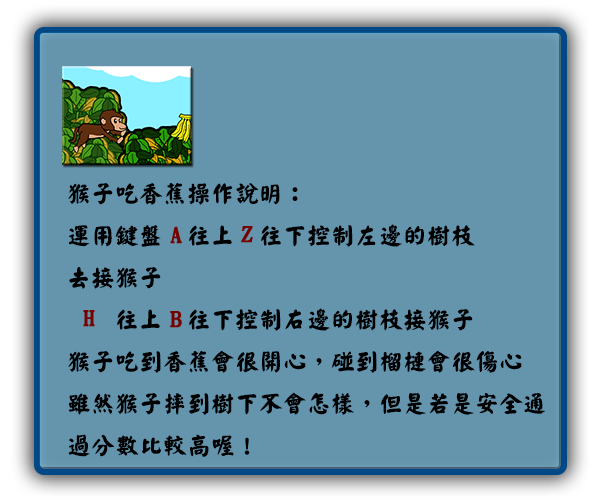 猴子吃香蕉操作說明：
運用鍵盤 A 往上 Z 往下控制左邊的樹枝
去接猴子
H 往上 B 往下控制右邊的樹枝接猴子
猴子吃到香蕉會很開心，碰到榴槤會很傷心
雖然猴子摔到樹下不會怎樣，但是若是安全通
過分數比較高喔！